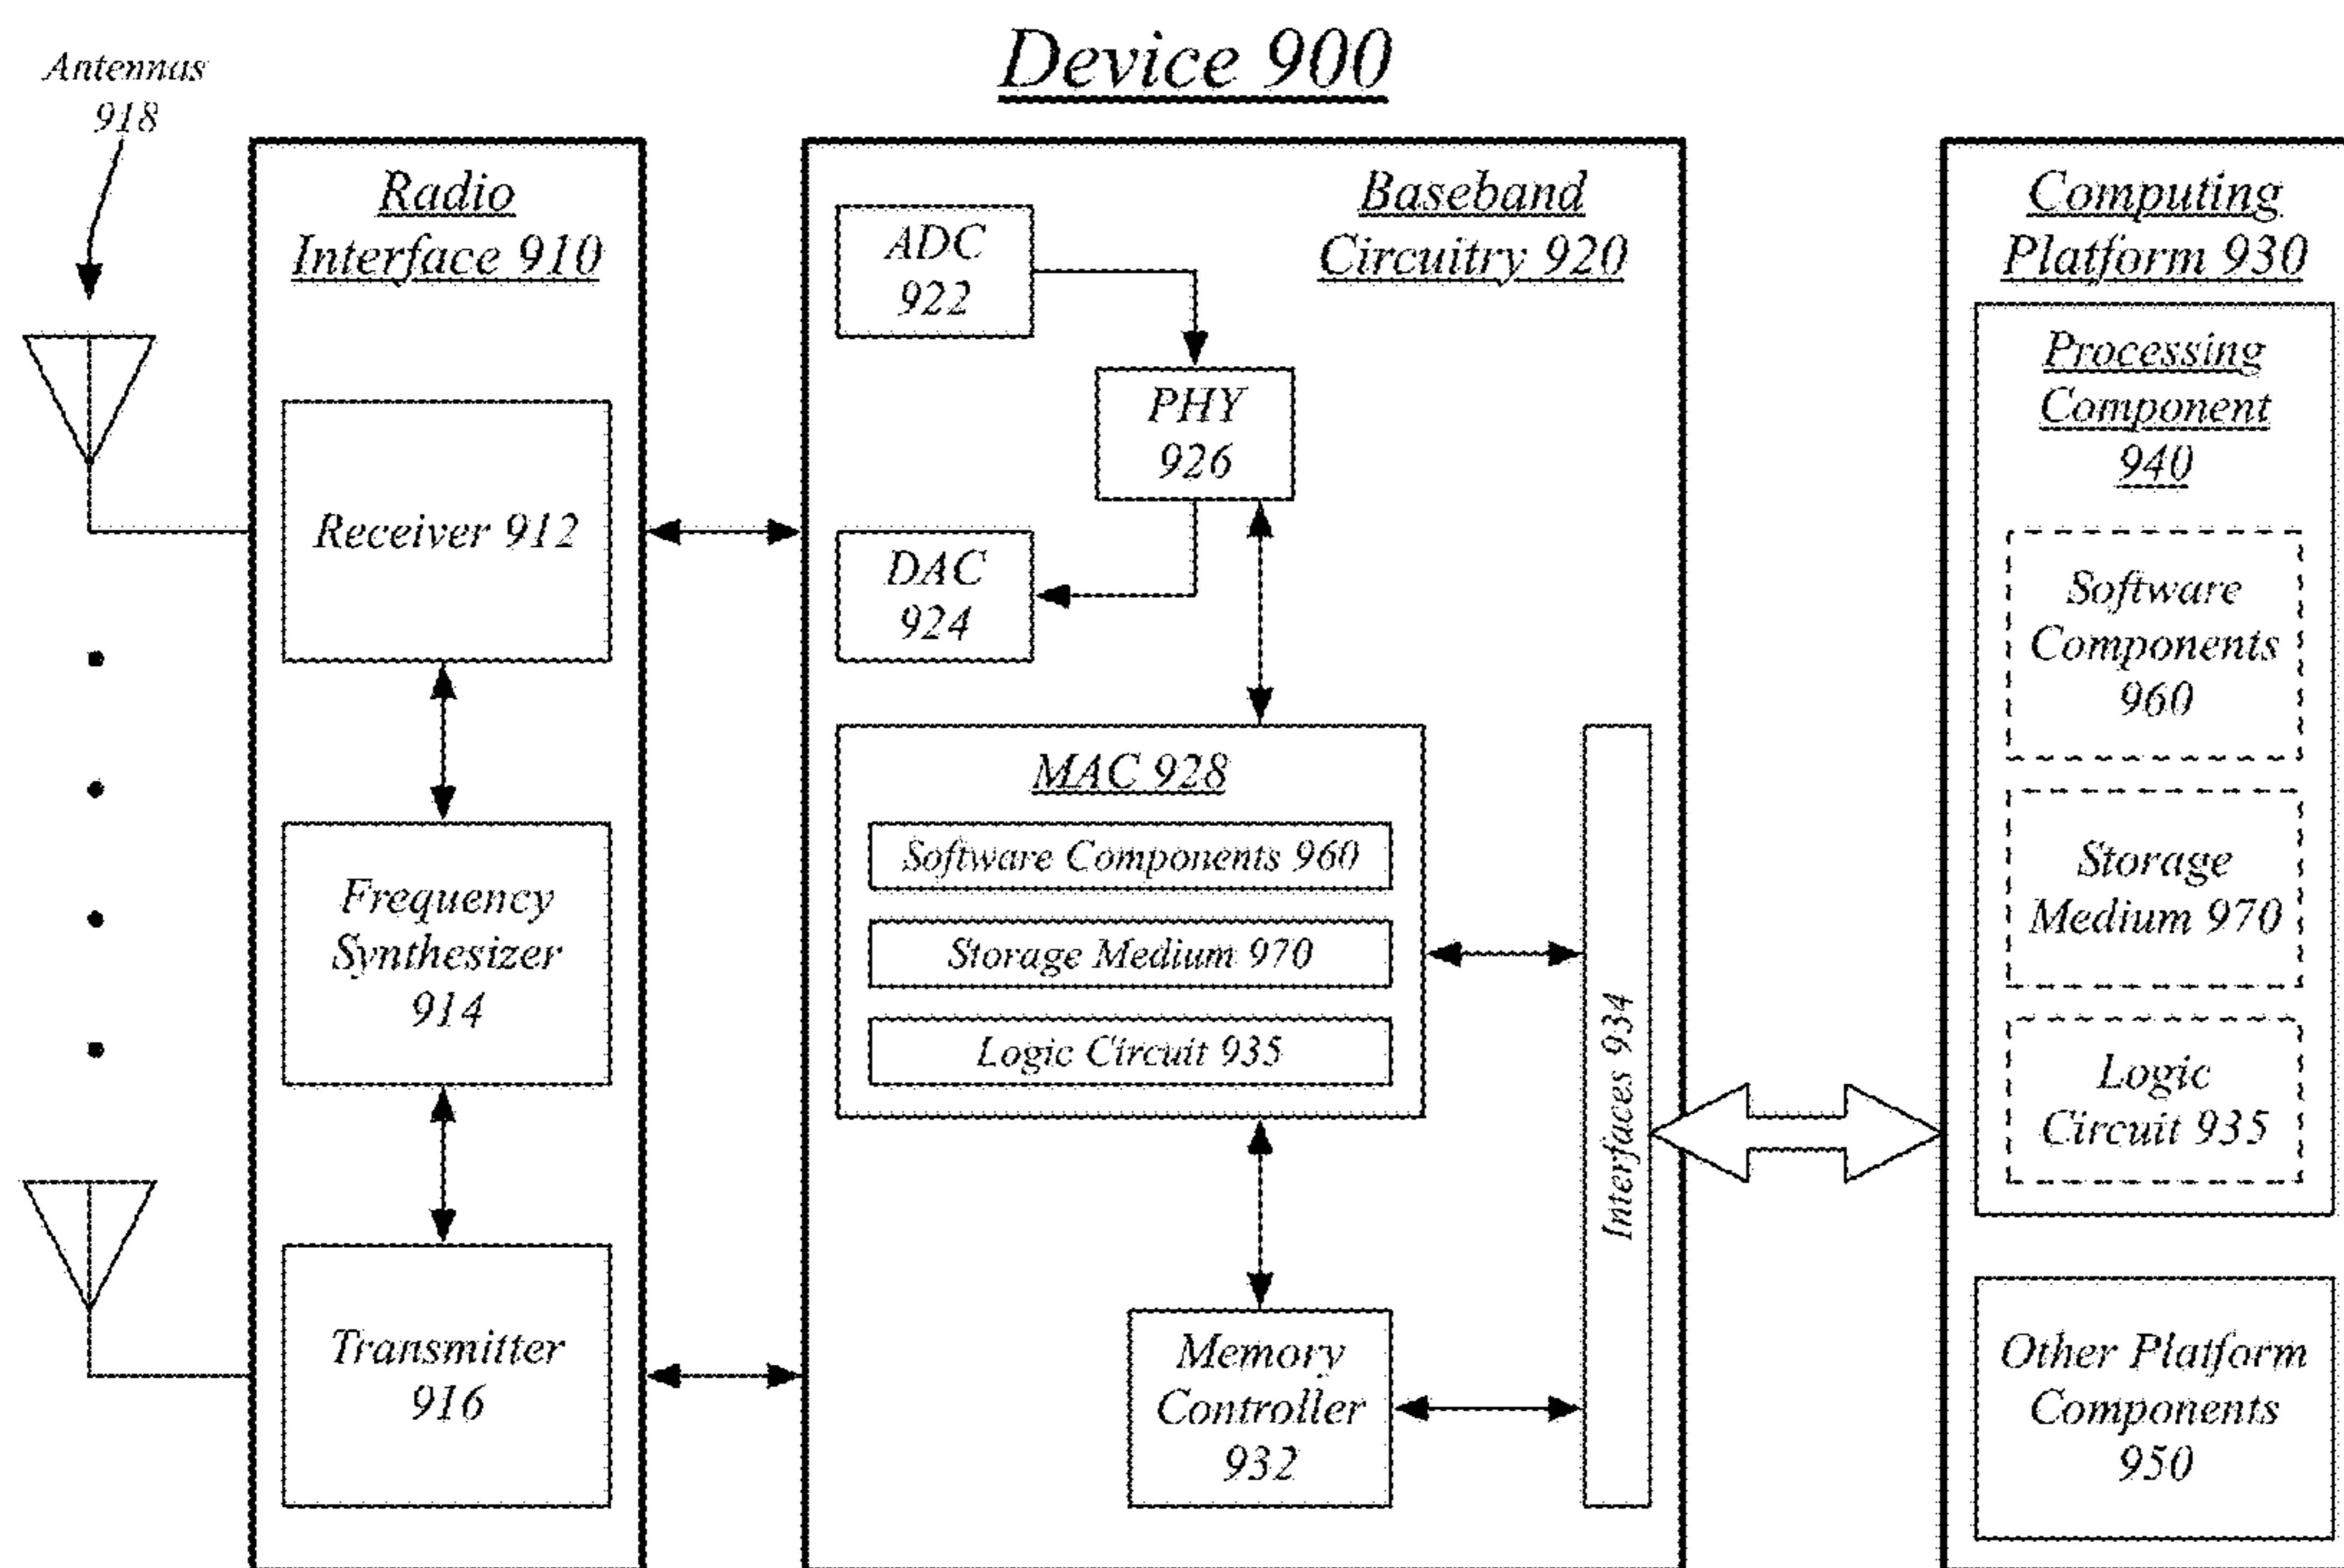 Device 900
Antennas
918
Radio
Interface 910
Receiver 912
Frequency
Synthesizer
914
Transmitter
916
Baseband
Circuitry 920
ADC
922
PHY
926
DAC
924
MAC 928
Software Components 960
Storage Medium 970
Logic Circuit 935
Interfaces 934
Memory
Controller
932
Computing
Platform 930
Processing
Component
940
Software
Components
960
Storage
Medium 970
Logic
Circuit 935
Other Platform
Components
950